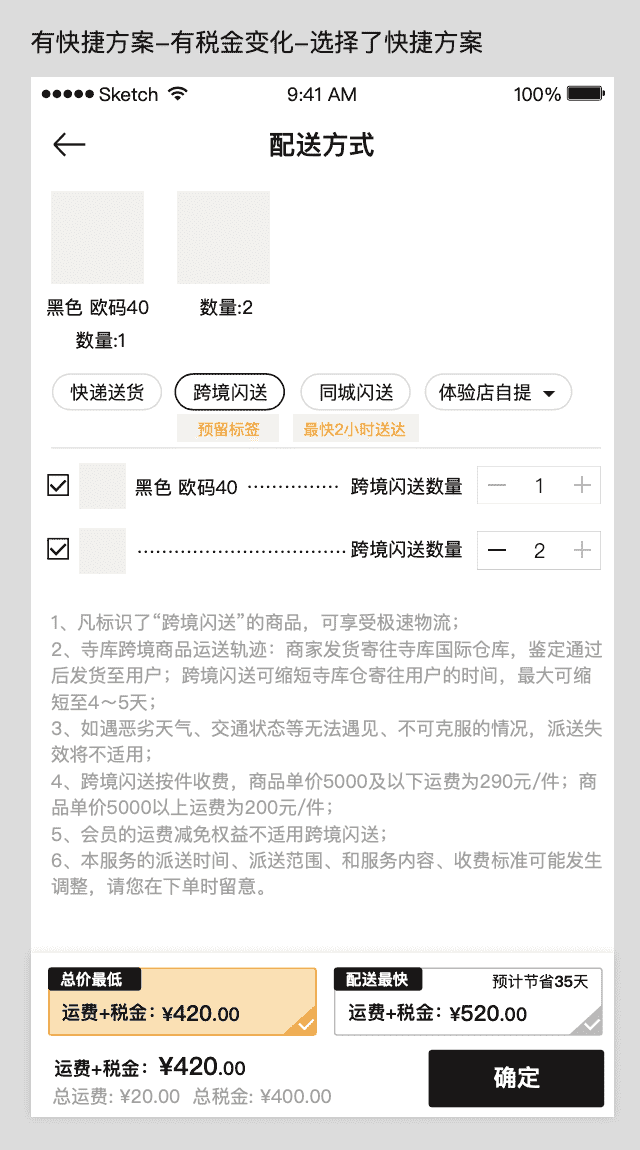 有快捷方案-有税金变化-选择了快捷方案
Sketch 9:41 AM 100%
配送方式
黑色 欧码40 数量:2
数量:1
快递送货 跨境闪送 同城闪送 体验店自提
预留标签 最快2小时送达
黑色 欧码40 ··············· 跨境闪送数量 1
·································· 跨境闪送数量 2
1、凡标识了“跨境闪送”的商品，可享受极速物流；
2、寺库跨境商品运送轨迹：商家发货寄往寺库国际仓库，鉴定通过
后发货至用户；跨境闪送可缩短寺库仓寄往用户的时间，最大可缩
短至4～5天；
3、如遇恶劣天气、交通状态等无法遇见、不可克服的情况，派送失
效将不适用；
4、跨境闪送按件收费，商品单价5000及以下运费为290元/件；商
品单价5000以上运费为200元/件；
5、会员的运费减免权益不适用跨境闪送；
6、本服务的派送时间、派送范围、和服务内容、收费标准可能发生
调整，请您在下单时留意。
总价最低
运费+税金：¥420.00
配送最快 预计节省35天
运费+税金：¥520.00
运费+税金：¥420.00
总运费: ¥20.00 总税金: ¥400.00
确定